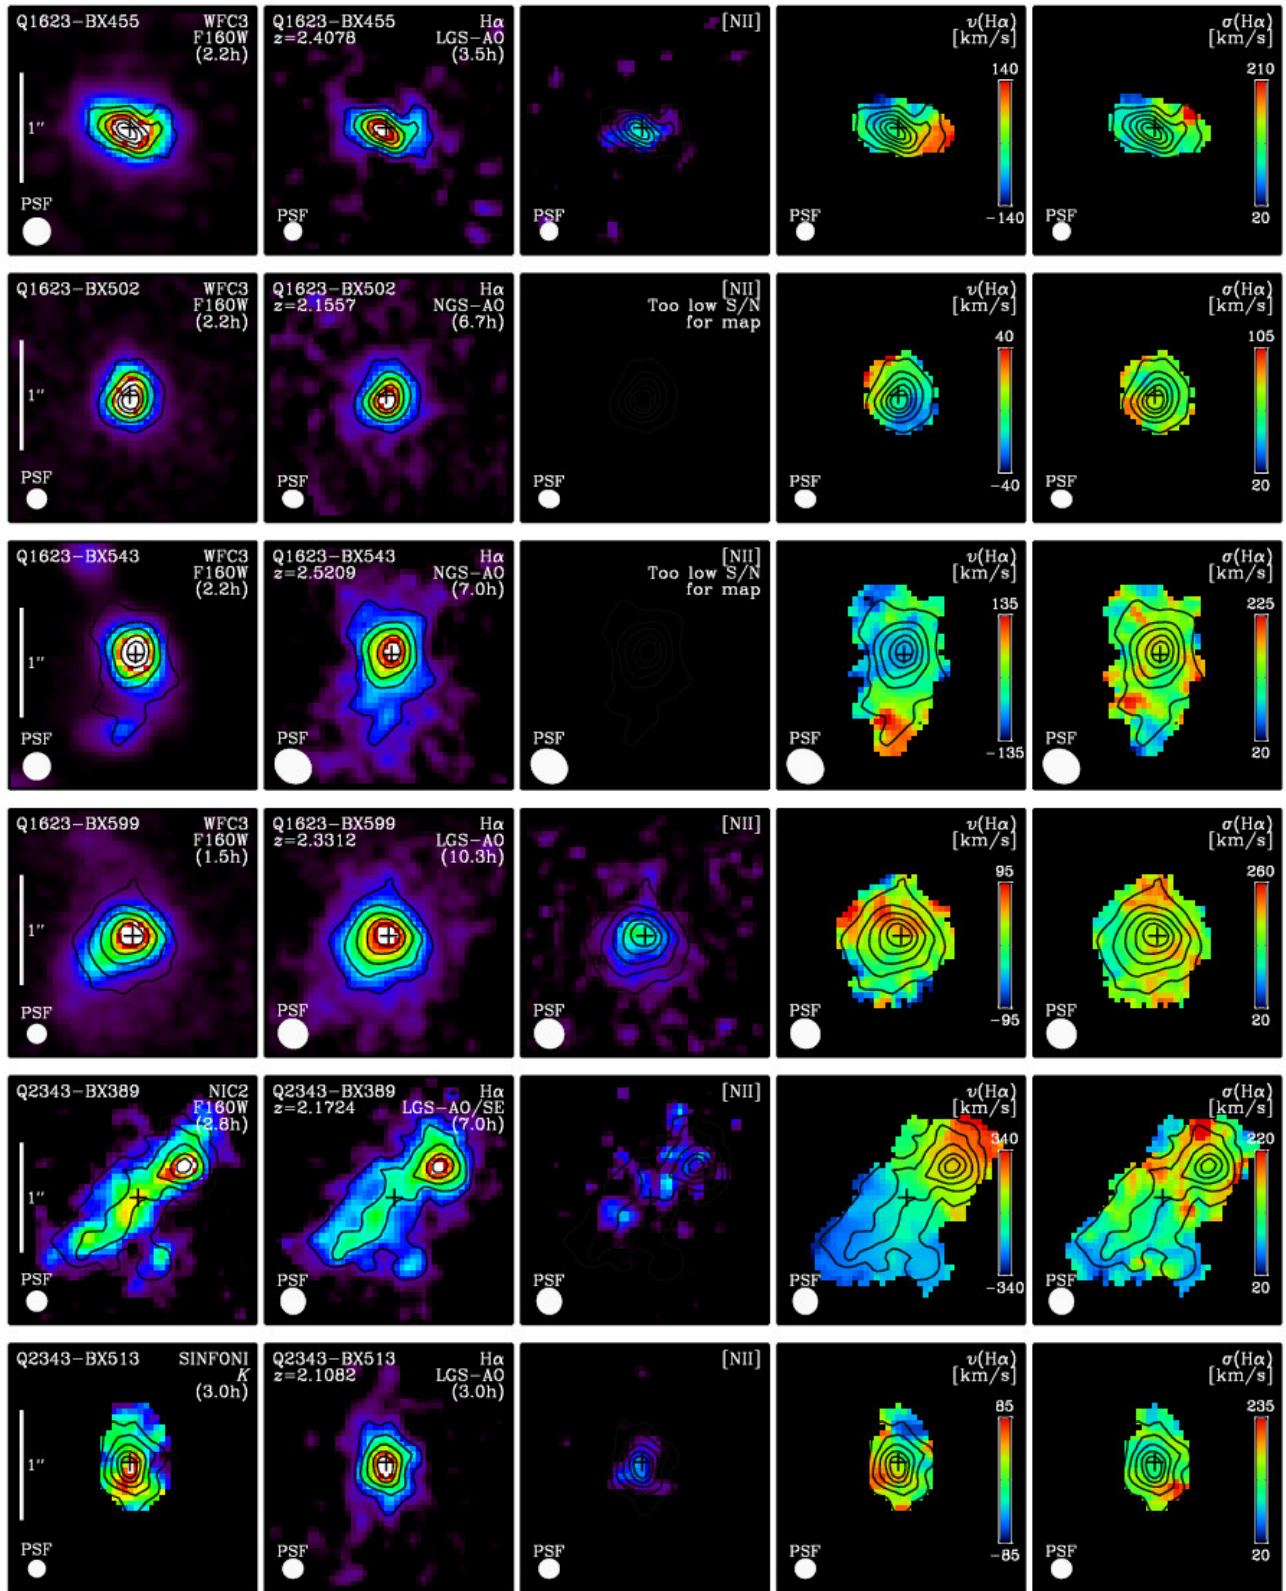 Q1623-BX455 WFC3
F160W
(2.2h)
1″
PSF
Q1623-BX455 Hα
z=2.4078 LGS-AO
(3.5h)
PSF
[NII]
PSF
v(Hα)
[km/s]
140
-140
PSF
σ(Hα)
[km/s]
210
20
PSF
Q1623-BX502 WFC3
F160W
(2.2h)
1″
PSF
Q1623-BX502 Hα
z=2.1557 NGS-AO
(6.7h)
PSF
[NII]
Too low S/N
for map
PSF
v(Hα)
[km/s]
40
-40
PSF
σ(Hα)
[km/s]
105
20
PSF
Q1623-BX543 WFC3
F160W
(2.2h)
1″
PSF
Q1623-BX543 Hα
z=2.5209 NGS-AO
(7.0h)
PSF
[NII]
Too low S/N
for map
PSF
v(Hα)
[km/s]
135
-135
PSF
σ(Hα)
[km/s]
225
20
PSF
Q1623-BX599 WFC3
F160W
(1.5h)
1″
PSF
Q1623-BX599 Hα
z=2.3312 LGS-AO
(10.3h)
PSF
[NII]
PSF
v(Hα)
[km/s]
95
-95
PSF
σ(Hα)
[km/s]
260
20
PSF
Q2343-BX389 NIC2
F160W
(2.8h)
1″
PSF
Q2343-BX389 Hα
z=2.1724 LGS-AO/SE
(7.0h)
PSF
[NII]
PSF
v(Hα)
[km/s]
340
-340
PSF
σ(Hα)
[km/s]
220
20
PSF
Q2343-BX513 SINFONI
K
(3.0h)
1″
PSF
Q2343-BX513 Hα
z=2.1082 LGS-AO
(3.0h)
PSF
[NII]
PSF
v(Hα)
[km/s]
85
-85
PSF
σ(Hα)
[km/s]
235
20
PSF